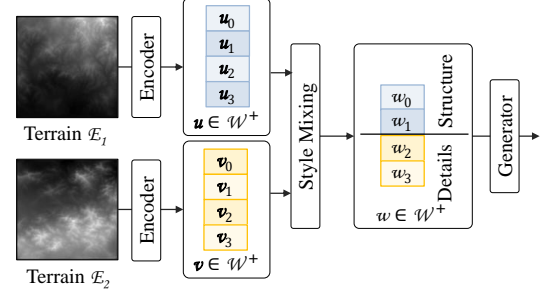 Terrain ℰ₁
Encoder
u₀
u₁
u₂
u₃
u ∈ 𝒲⁺
Terrain ℰ₂
Encoder
v₀
v₁
v₂
v₃
v ∈ 𝒲⁺
Style Mixing
w₀
w₁
w₂
w₃
Structure
Details
w ∈ 𝒲⁺
Generator